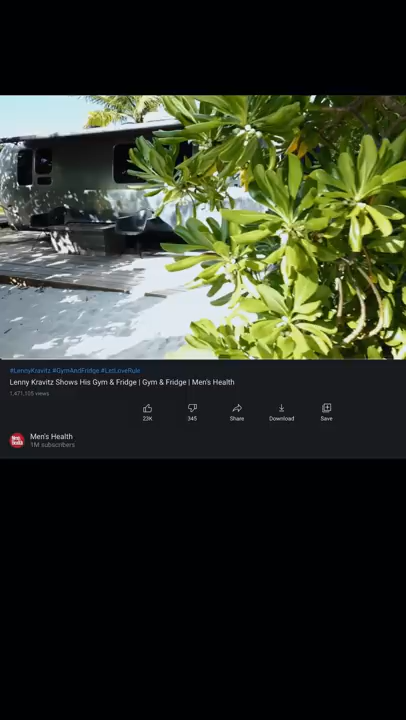 #LennyKravitz #GymAndFridge #LetLoveRule
Lenny Kravitz Shows His Gym & Fridge | Gym & Fridge | Men's Health
1,471,105 views
23K
345
Share
Download
Save
Men's Health
1M subscribers